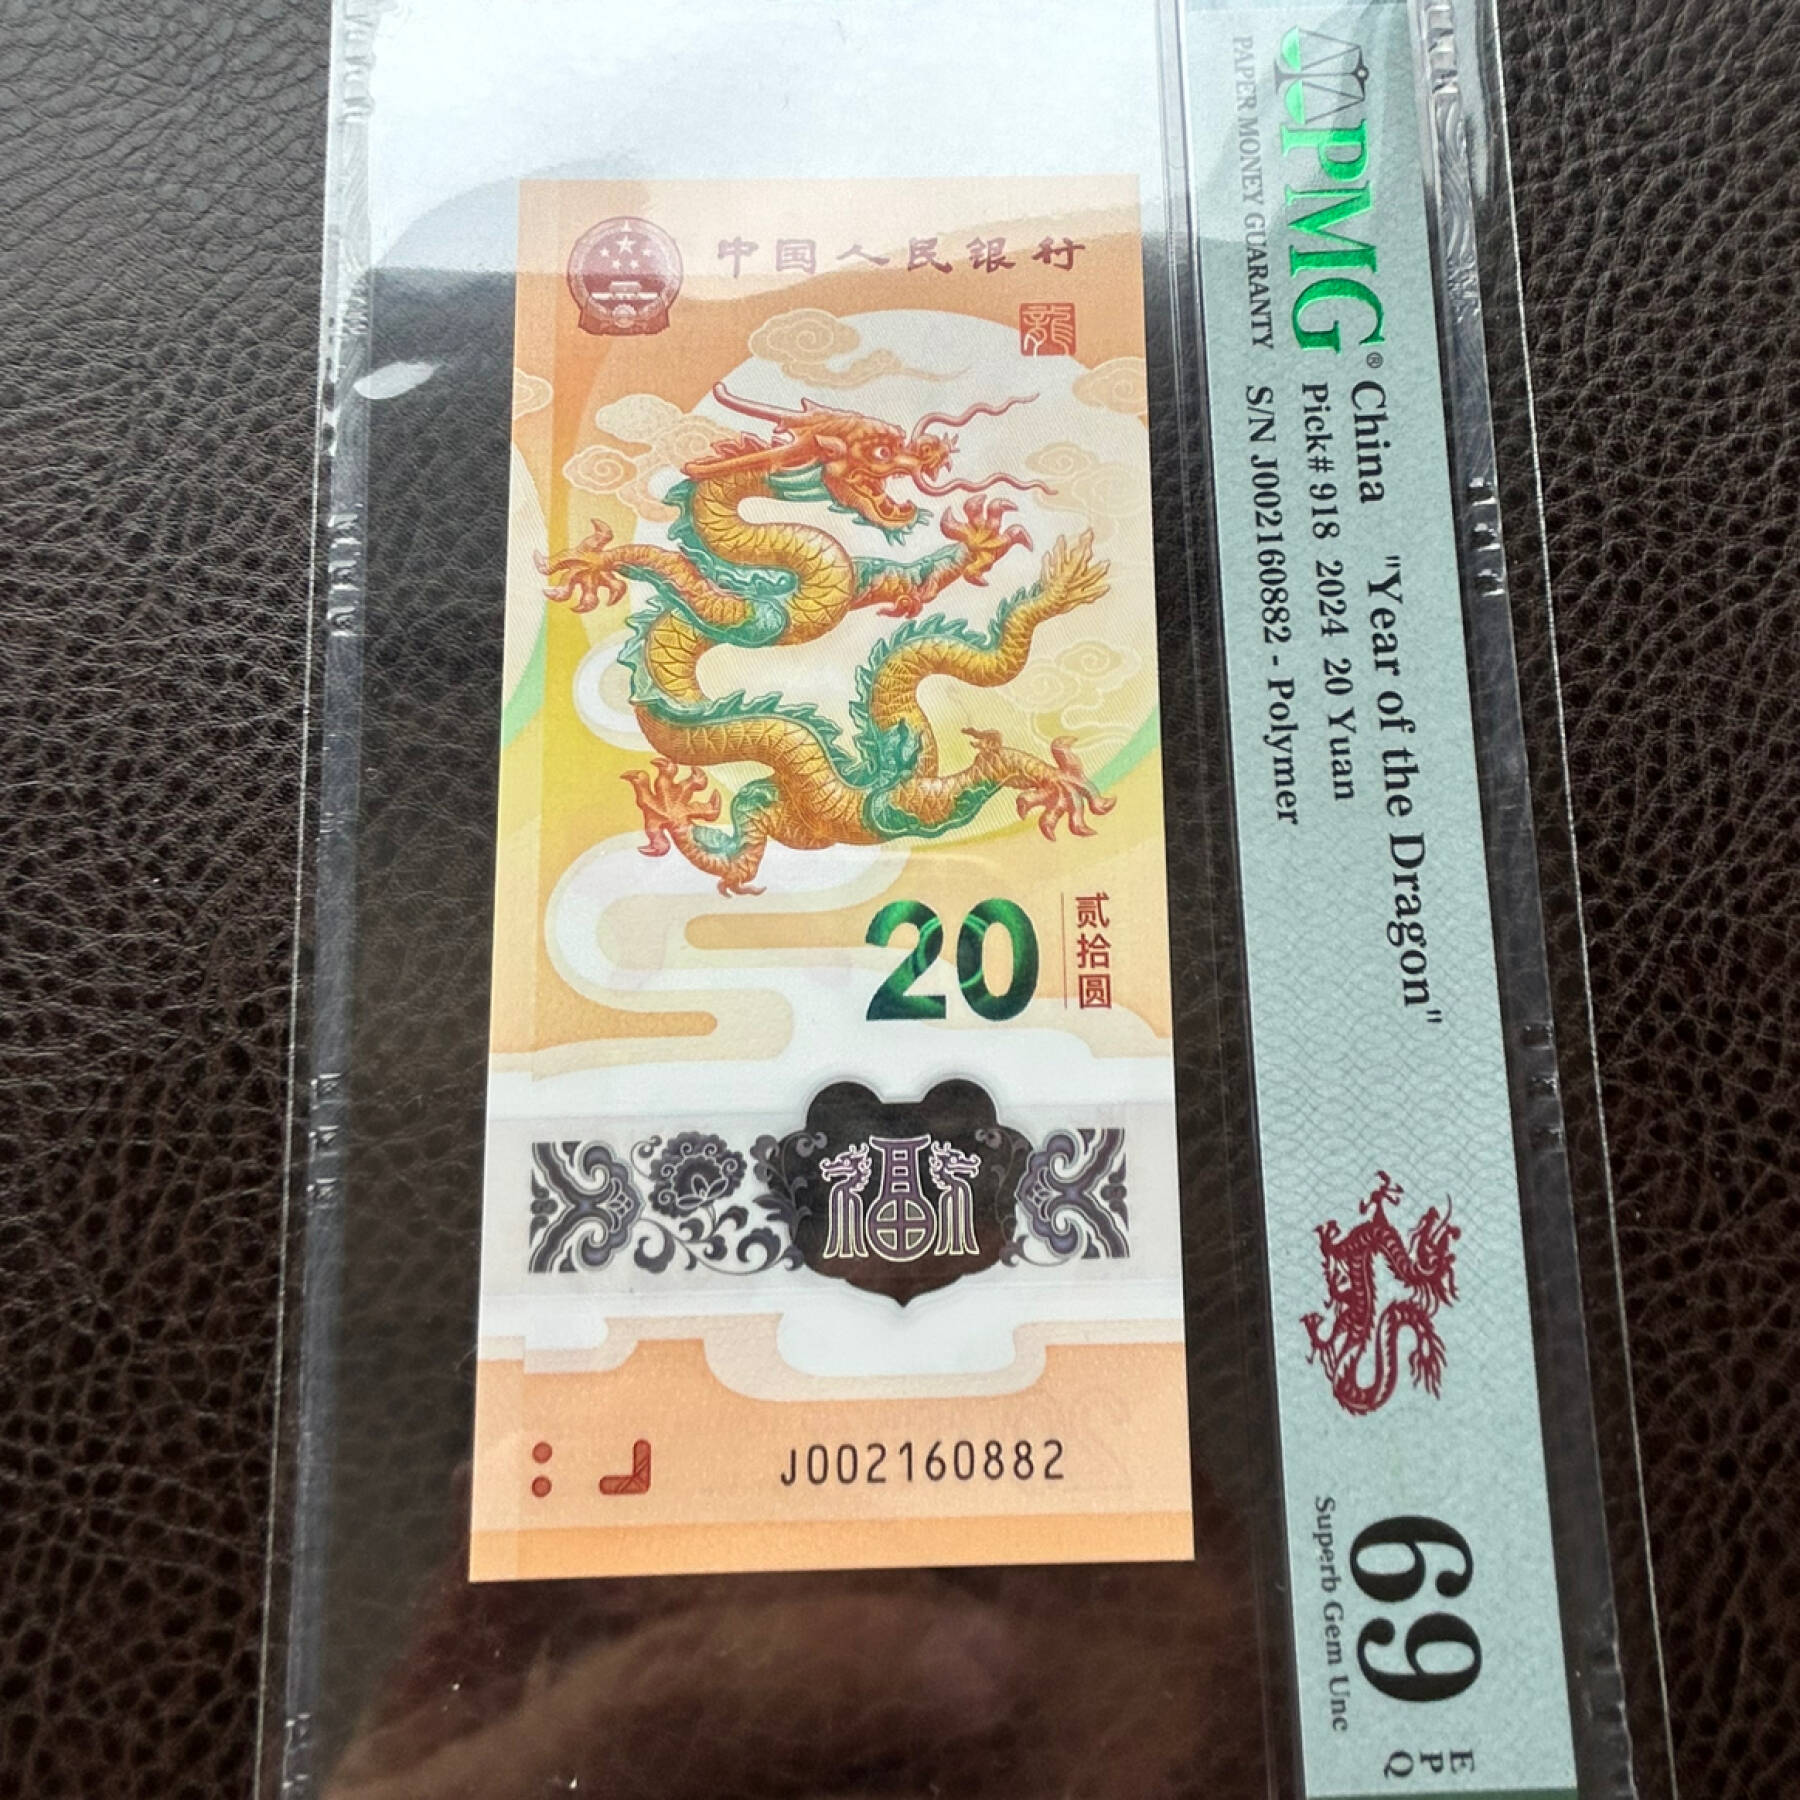 中国人民银行
龍
20
贰拾圆
福
J002160882
PMG®
PAPER MONEY GUARANTY
China "Year of the Dragon"
Pick# 918 2024 20 Yuan
S/N J002160882 - Polymer
69
Superb Gem Unc
E
P
Q